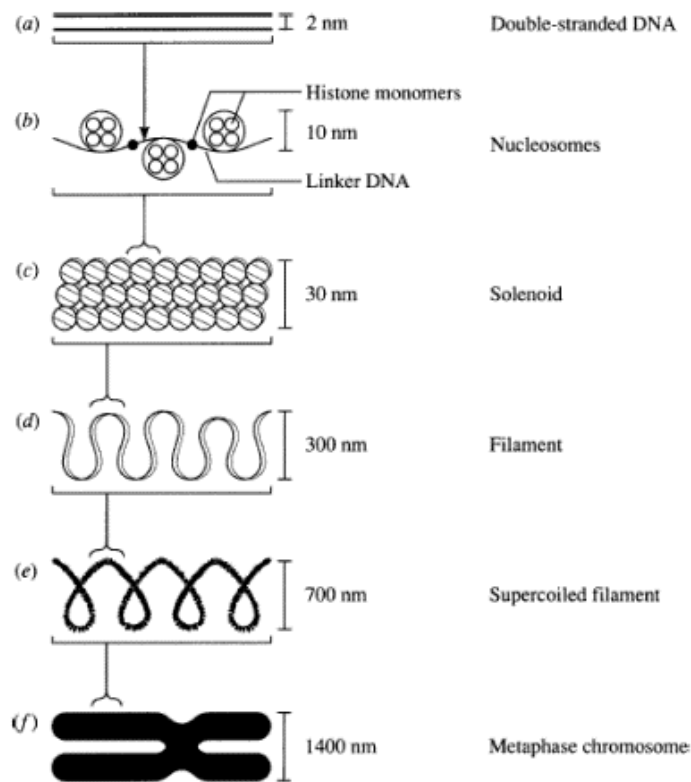 (a) 2 nm Double-stranded DNA
Histone monomers
(b) 10 nm Nucleosomes
Linker DNA
(c) 30 nm Solenoid
(d) 300 nm Filament
(e) 700 nm Supercoiled filament
(f) 1400 nm Metaphase chromosome